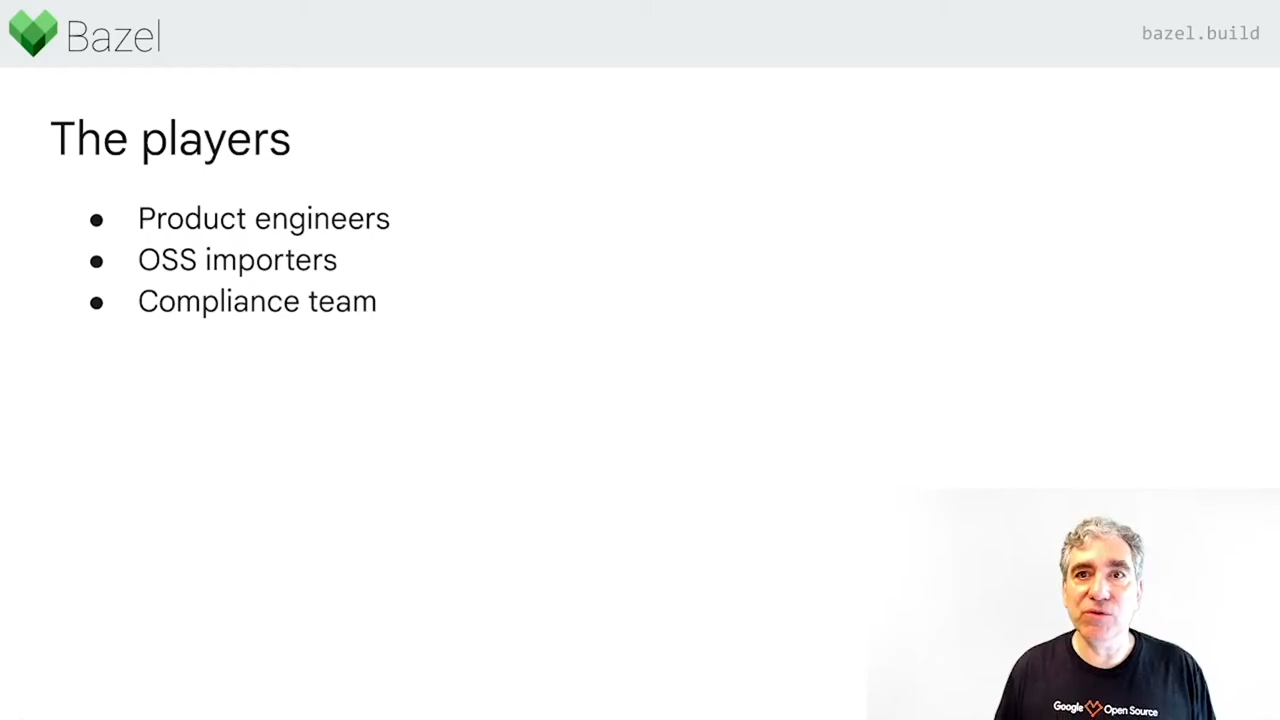 Bazel
bazel.build
The players
● Product engineers
● OSS importers
● Compliance team
Google Open Source